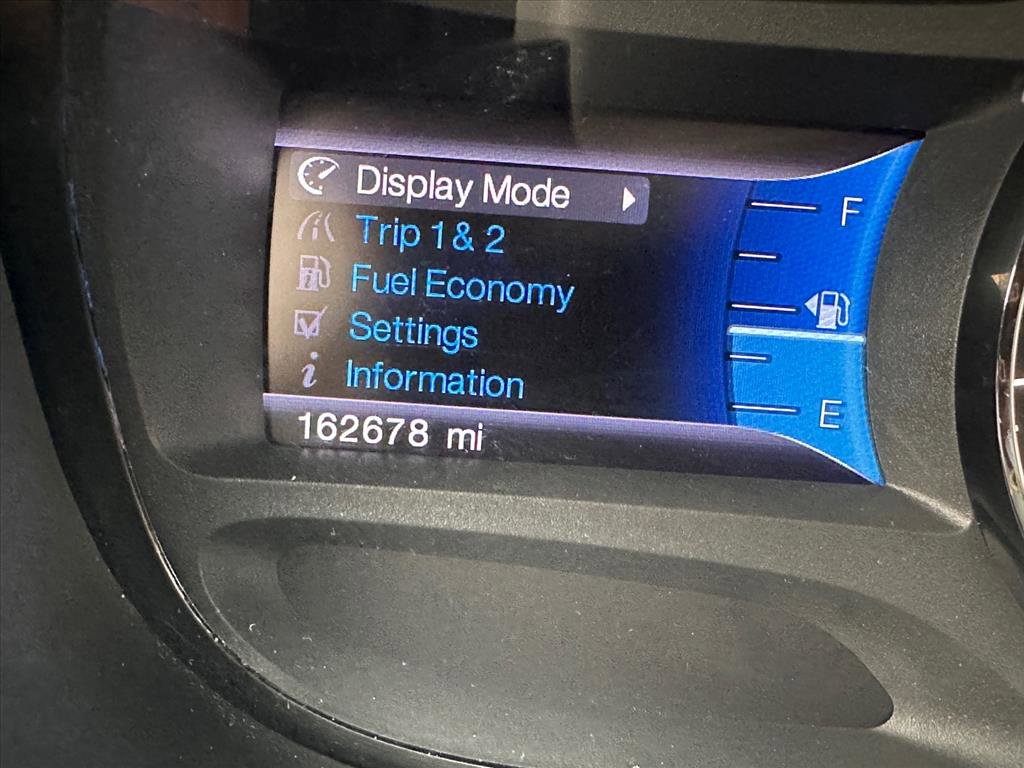 Display Mode
Trip 1 & 2
Fuel Economy
Settings
Information
162678 mi
F
E